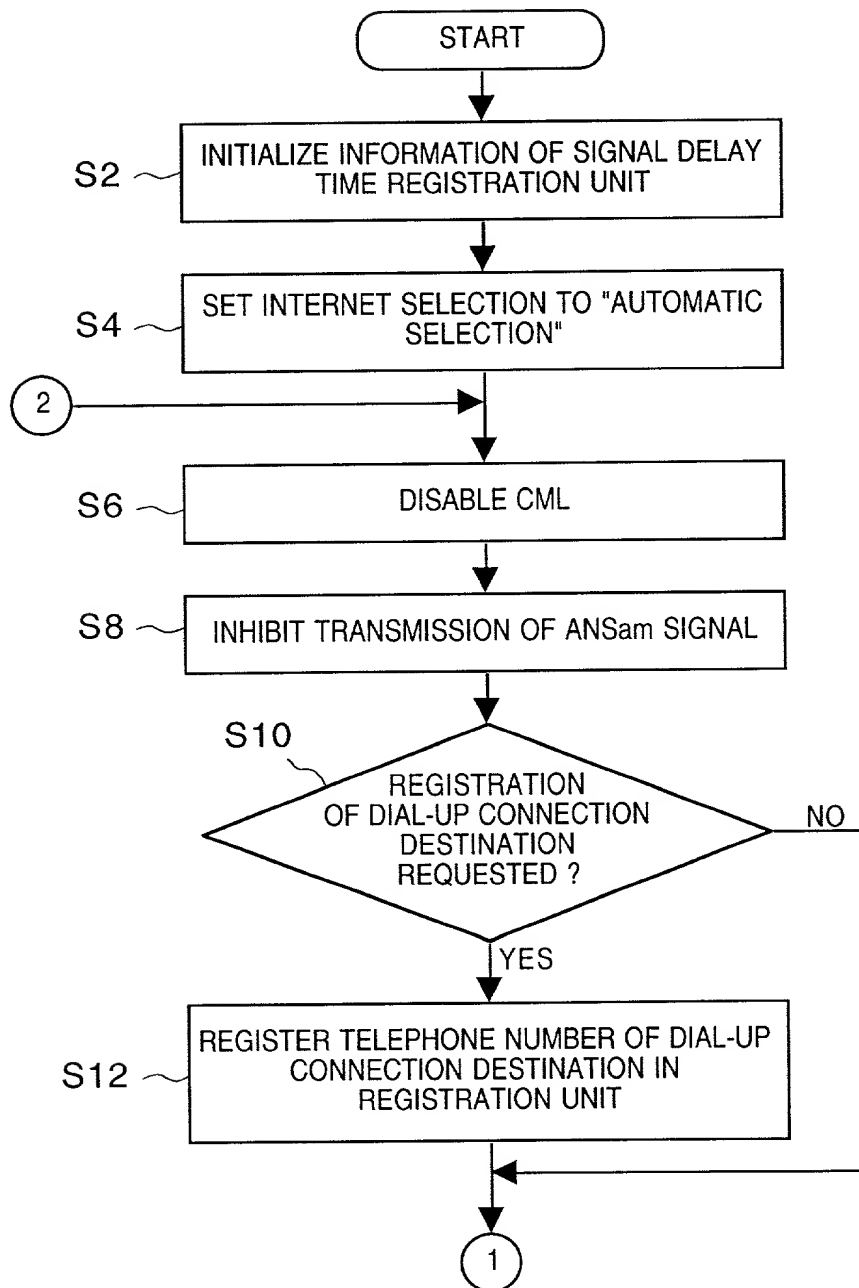 START
S2
INITIALIZE INFORMATION OF SIGNAL DELAY
TIME REGISTRATION UNIT
S4
SET INTERNET SELECTION TO "AUTOMATIC
SELECTION"
2
S6
DISABLE CML
S8
INHIBIT TRANSMISSION OF ANSam SIGNAL
S10
REGISTRATION
OF DIAL-UP CONNECTION
DESTINATION
REQUESTED ?
NO
YES
S12
REGISTER TELEPHONE NUMBER OF DIAL-UP
CONNECTION DESTINATION IN
REGISTRATION UNIT
1